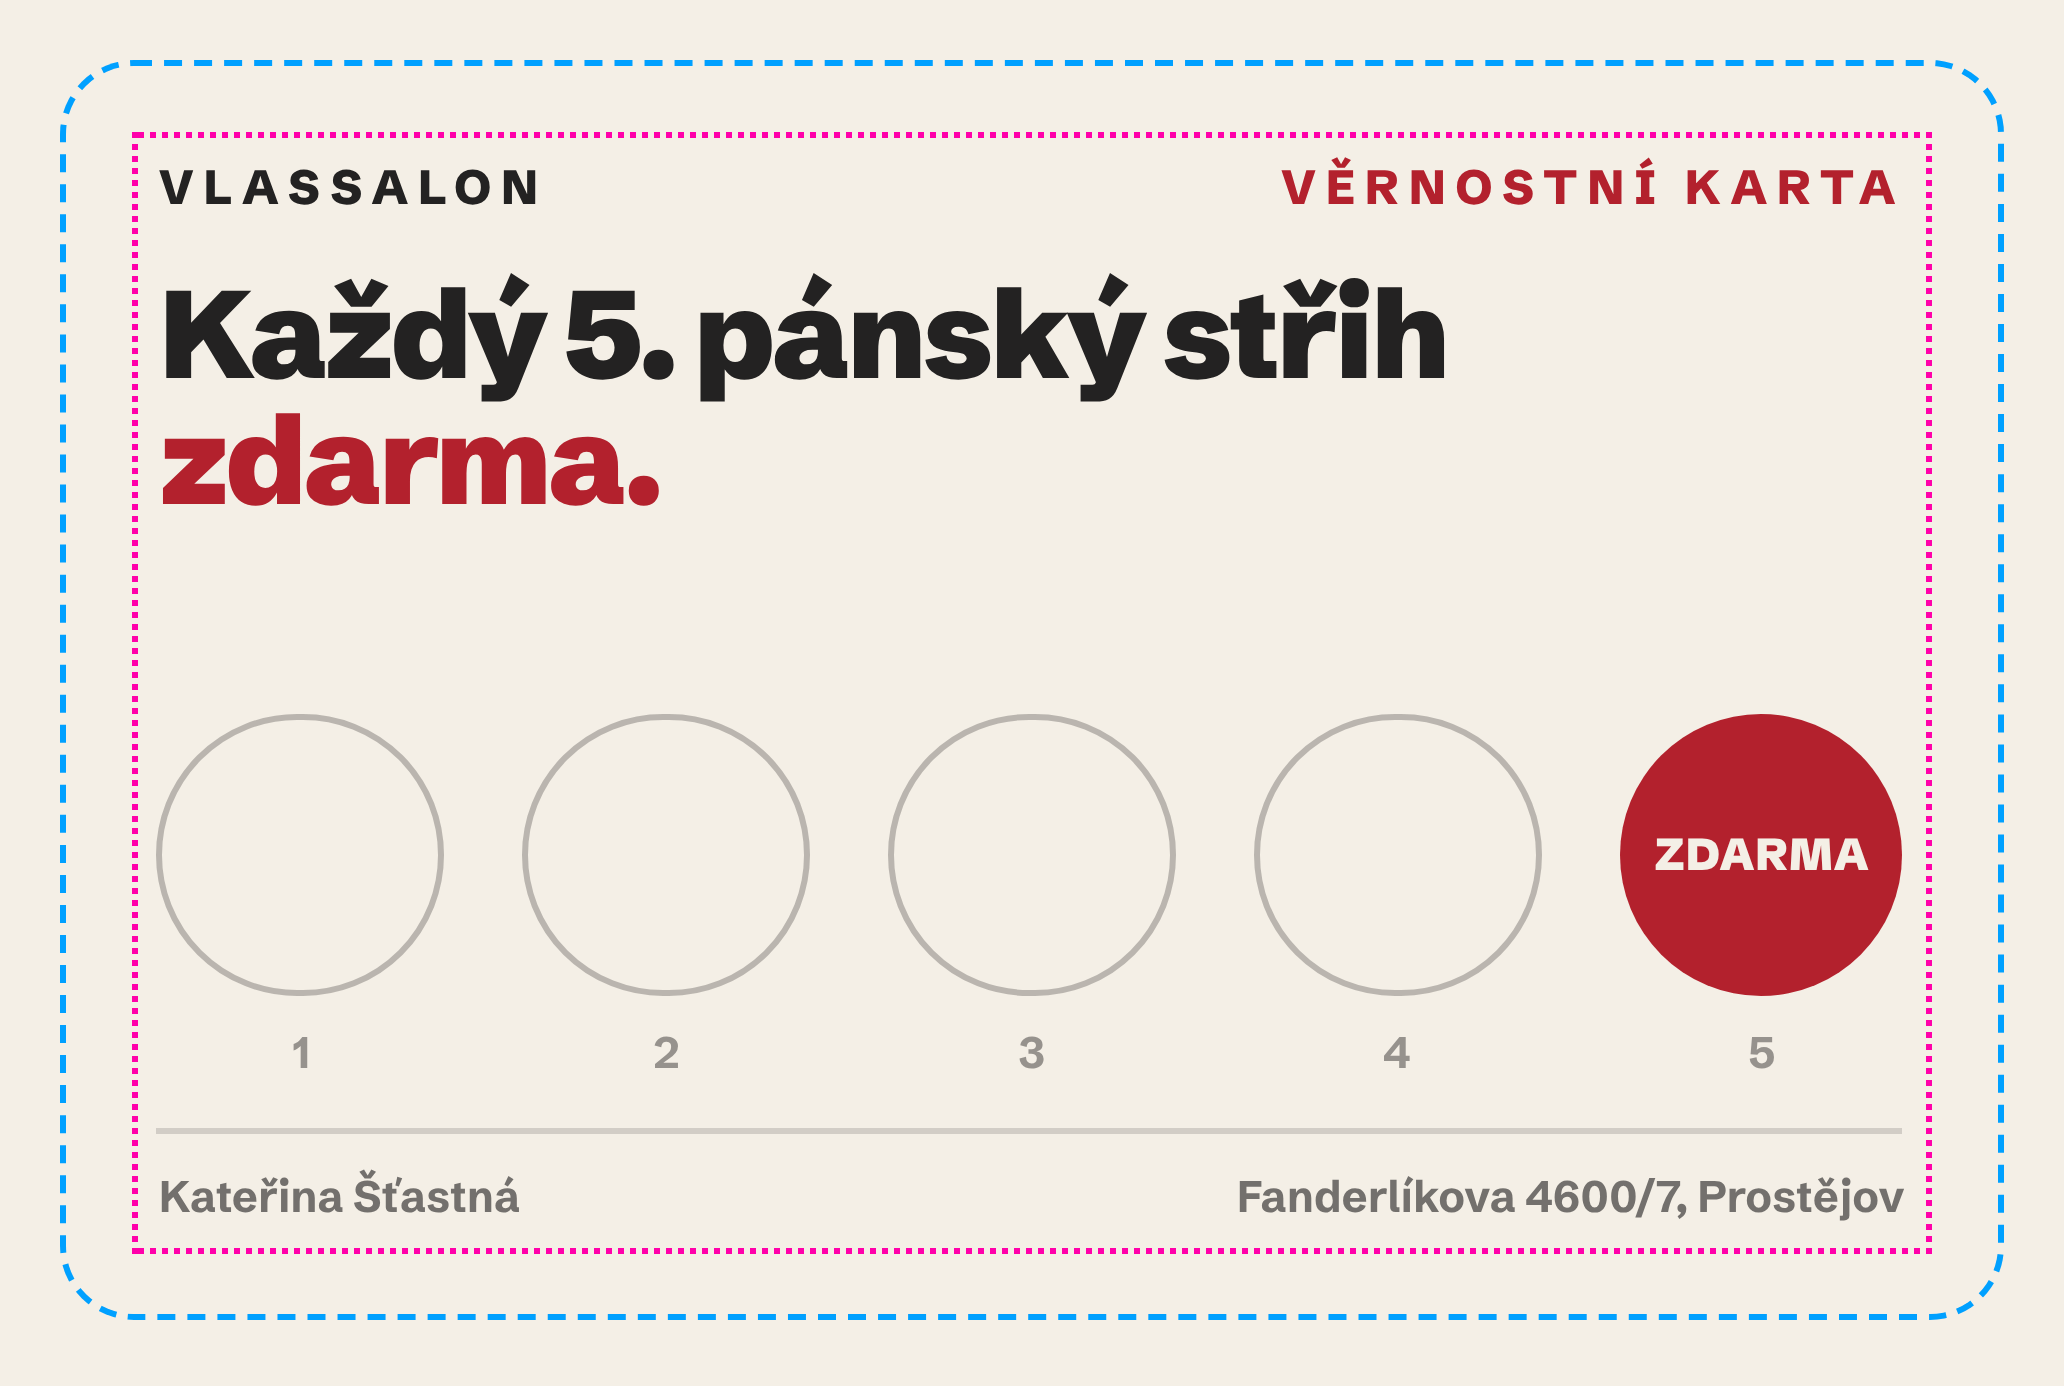 VLASSALON
VĚRNOSTNÍ KARTA
Každý 5. pánský střih
zdarma.
ZDARMA
1 2 3 4 5
Kateřina Šťastná
Fanderlíkova 4600/7, Prostějov